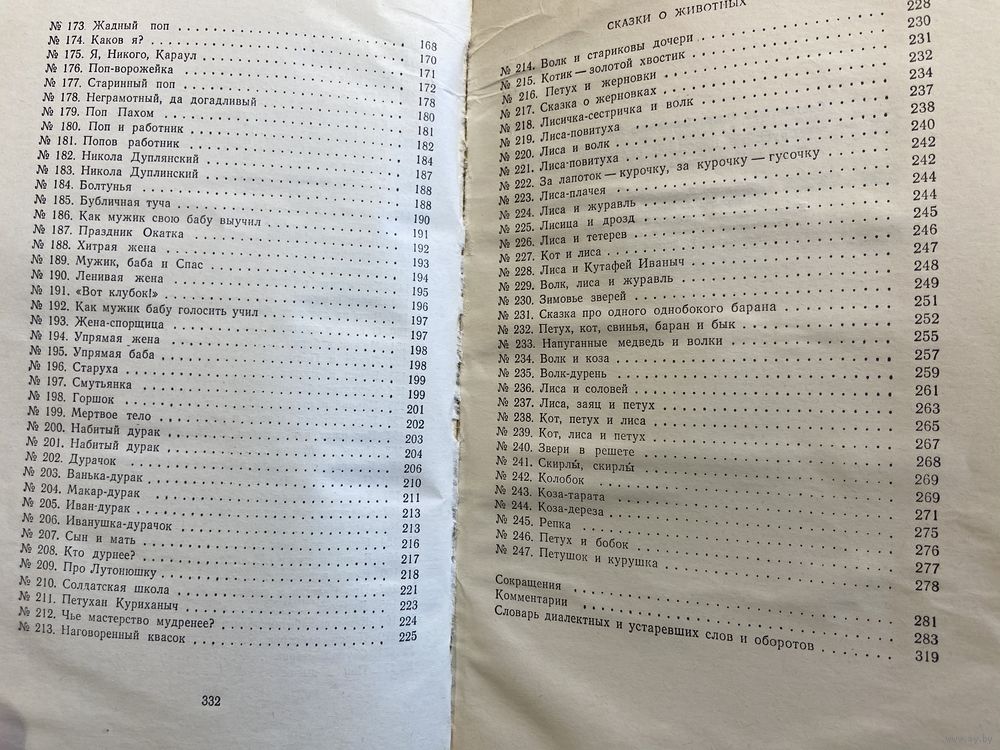 № 173. Жадный поп 168
№ 174. Каков я? 170
№ 175. Я, Никого, Караул 171
№ 176. Поп-ворожейка 172
№ 177. Старинный поп 178
№ 178. Неграмотный, да догадливый 180
№ 179. Поп Пахом 181
№ 180. Поп и работник 182
№ 181. Попов работник 184
№ 182. Никола Дуплянский 187
№ 183. Никола Дуплинский 188
№ 184. Болтунья 188
№ 185. Бубличная туча 190
№ 186. Как мужик свою бабу выучил 191
№ 187. Праздник Окатка 192
№ 188. Хитрая жена 193
№ 189. Мужик, баба и Спас 194
№ 190. Ленивая жена 195
№ 191. «Вот клубок!» 196
№ 192. Как мужик бабу голосить учил 197
№ 193. Жена-спорщица 197
№ 194. Упрямая жена 198
№ 195. Упрямая баба 198
№ 196. Старуха 199
№ 197. Смутьянка 199
№ 198. Горшок 201
№ 199. Мертвое тело 202
№ 200. Набитый дурак 203
№ 201. Набитый дурак 204
№ 202. Дурачок 206
№ 203. Ванька-дурак 210
№ 204. Макар-дурак 211
№ 205. Иван-дурак 213
№ 206. Иванушка-дурачок 213
№ 207. Сын и мать 216
№ 208. Кто дурнее? 217
№ 209. Про Лутонюшку 218
№ 210. Солдатская школа 221
№ 211. Петухан Куриханыч 223
№ 212. Чье мастерство мудренее? 224
№ 213. Наговоренный квасок 225
332
СКАЗКИ О ЖИВОТНЫХ
№ 214. Волк и стариковы дочери 228
№ 215. Котик — золотой хвостик 230
№ 216. Петух и жерновки 231
№ 217. Сказка о жерновках 232
№ 218. Лисичка-сестричка и волк 234
№ 219. Лиса-повитуха 237
№ 220. Лиса и волк 238
№ 221. Лиса-повитуха 240
№ 222. За лапоток — курочку, за курочку — гусочку 242
№ 223. Лиса-плачея 242
№ 224. Лиса и журавль 244
№ 225. Лисица и дрозд 244
№ 226. Лиса и тетерев 245
№ 227. Кот и лиса 246
№ 228. Лиса и Кутафей Иваныч 247
№ 229. Волк, лиса и журавль 248
№ 230. Зимовье зверей 249
№ 231. Сказка про одного однобокого барана 251
№ 232. Петух, кот, свинья, баран и бык 252
№ 233. Напуганные медведь и волки 255
№ 234. Волк и коза 257
№ 235. Волк-дурень 259
№ 236. Лиса и соловей 261
№ 237. Лиса, заяц и петух 263
№ 238. Кот, петух и лиса 265
№ 239. Кот, лиса и петух 267
№ 240. Звери в решете 268
№ 241. Скирлы́, скирлы́ 269
№ 242. Колобок 269
№ 243. Коза-тарата 271
№ 244. Коза-дереза 275
№ 245. Репка 276
№ 246. Петух и бобок 277
№ 247. Петушок и курушка 278
Сокращения 281
Комментарии 283
Словарь диалектных и устаревших слов и оборотов 319
www.ay.by